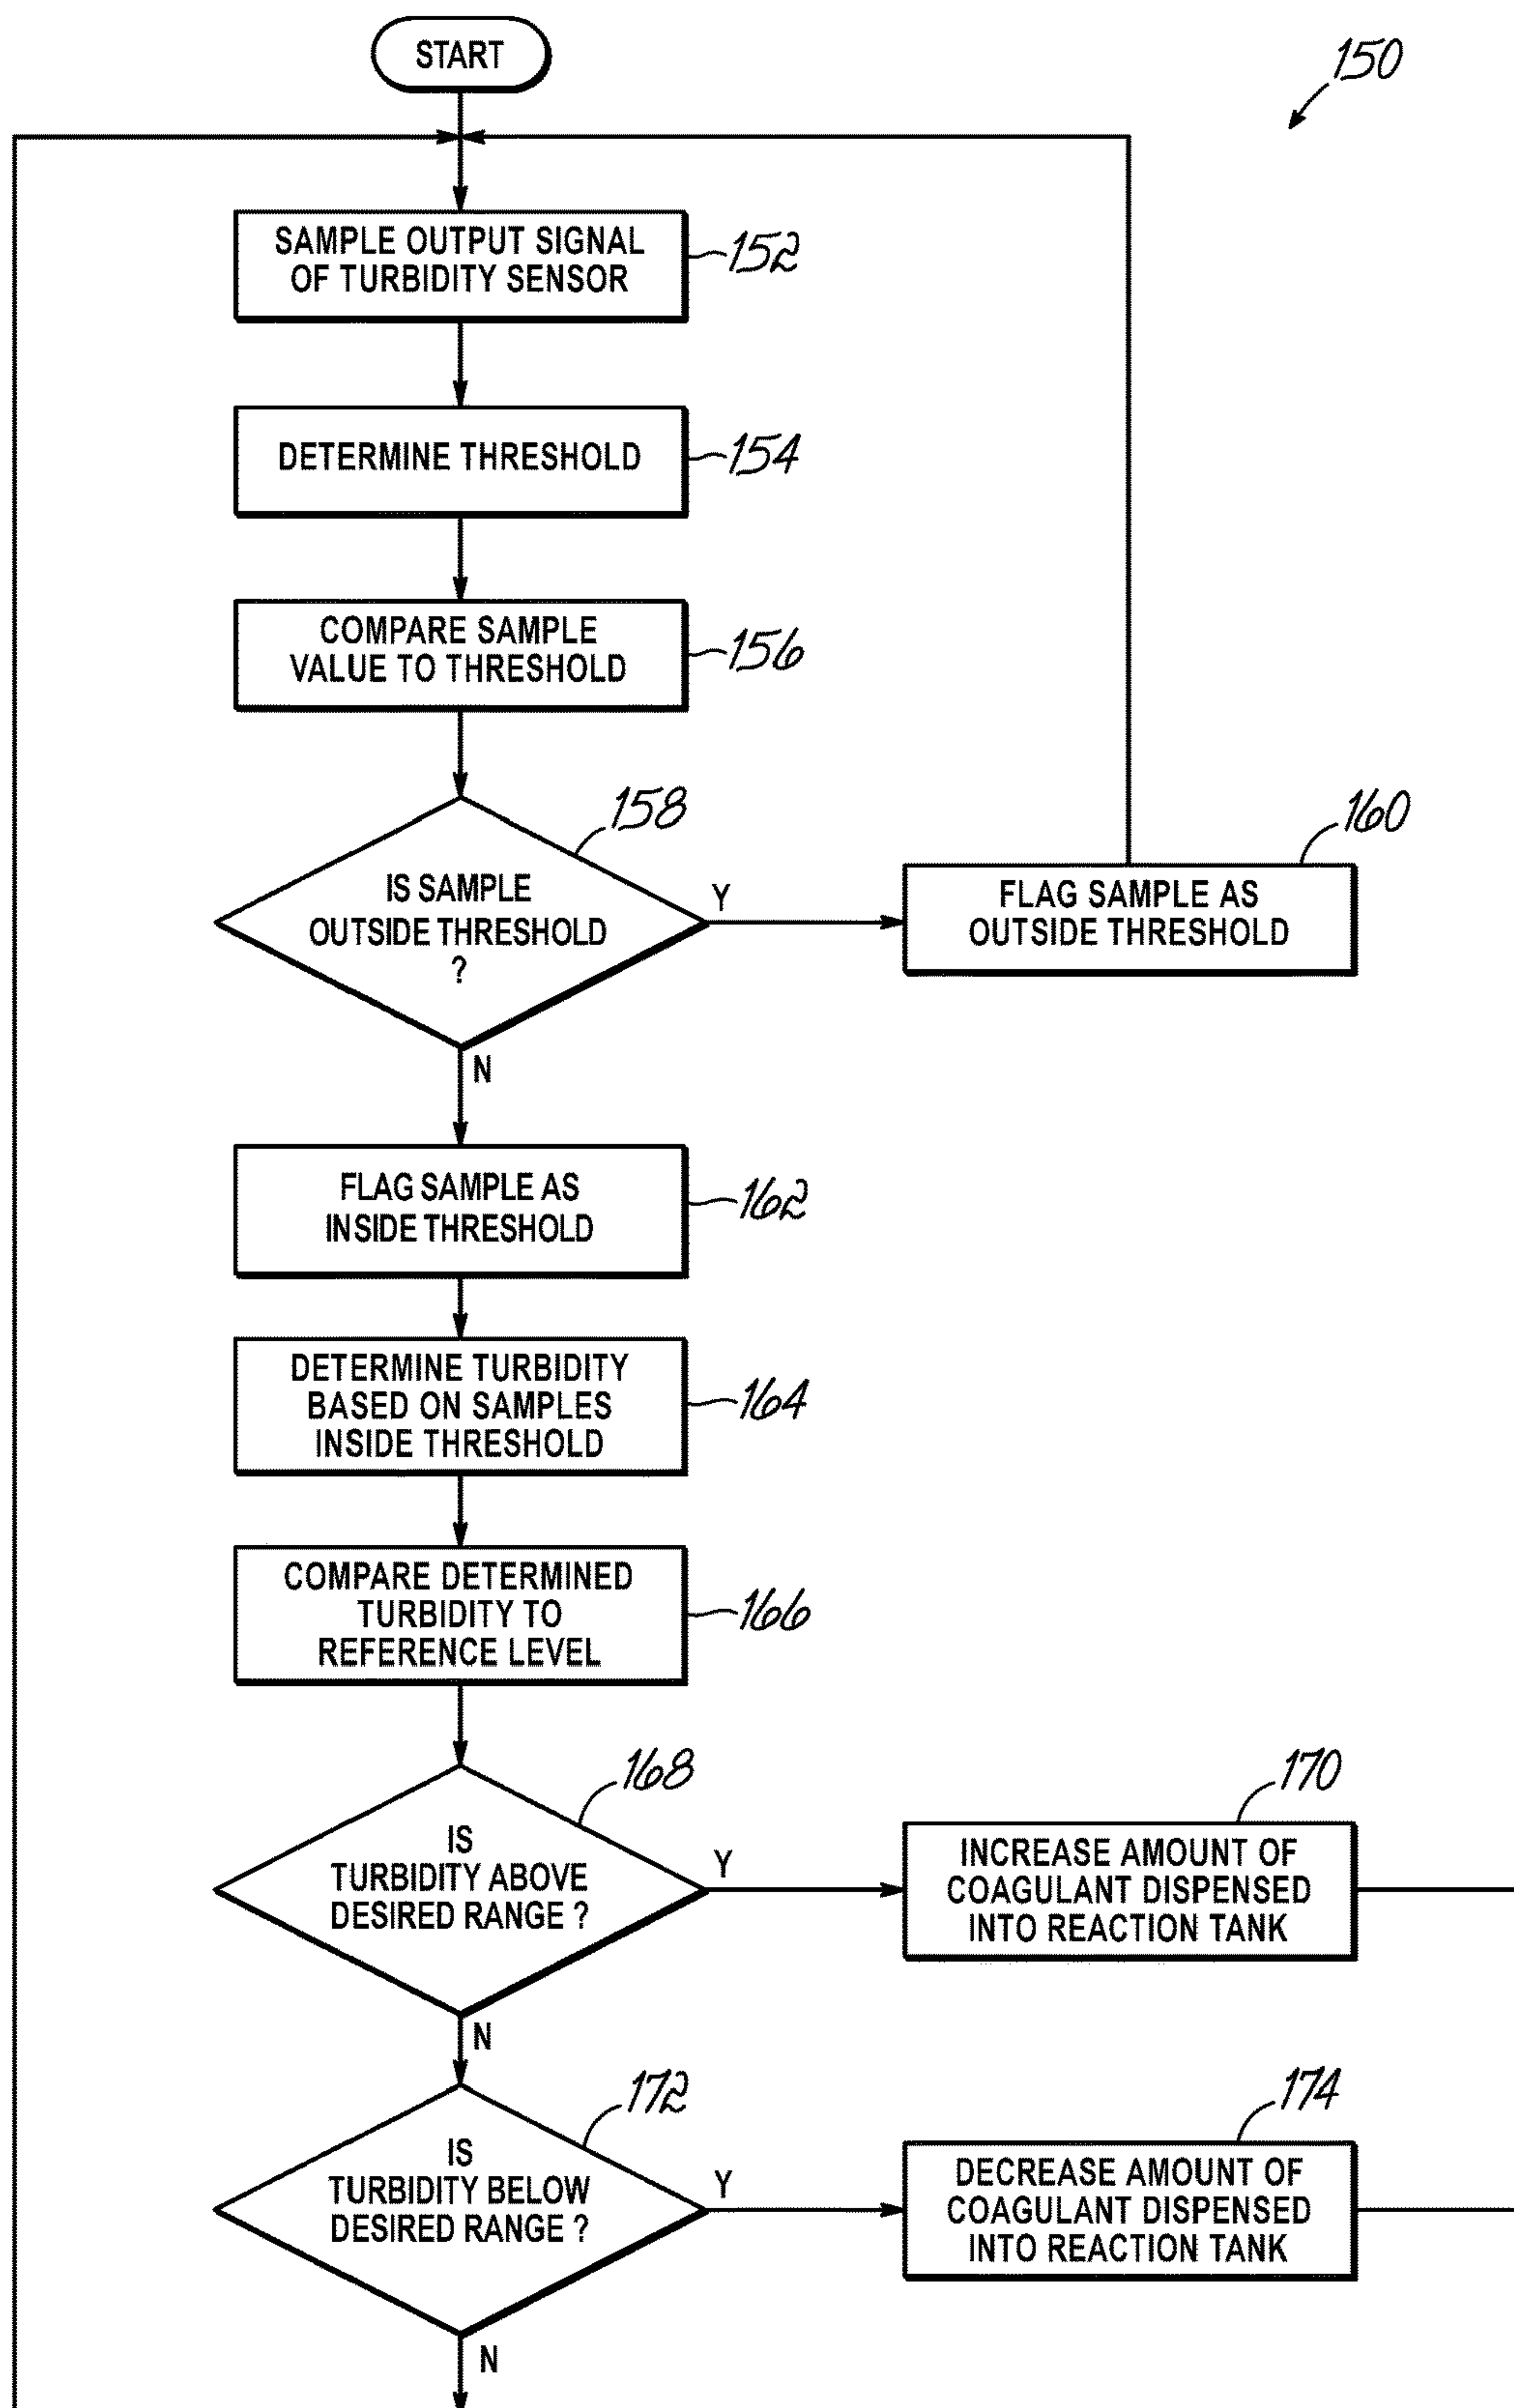 START
150
SAMPLE OUTPUT SIGNAL
OF TURBIDITY SENSOR
152
DETERMINE THRESHOLD
154
COMPARE SAMPLE
VALUE TO THRESHOLD
156
158
IS SAMPLE
OUTSIDE THRESHOLD
?
Y
160
FLAG SAMPLE AS
OUTSIDE THRESHOLD
N
FLAG SAMPLE AS
INSIDE THRESHOLD
162
DETERMINE TURBIDITY
BASED ON SAMPLES
INSIDE THRESHOLD
164
COMPARE DETERMINED
TURBIDITY TO
REFERENCE LEVEL
166
168
IS
TURBIDITY ABOVE
DESIRED RANGE ?
Y
170
INCREASE AMOUNT OF
COAGULANT DISPENSED
INTO REACTION TANK
N
172
IS
TURBIDITY BELOW
DESIRED RANGE ?
Y
174
DECREASE AMOUNT OF
COAGULANT DISPENSED
INTO REACTION TANK
N